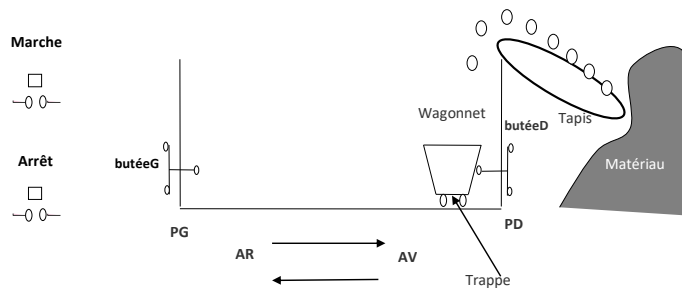 Marche
Wagonnet
butéeD
Tapis
Arrêt
butéeG
Matériau
PG
PD
AR
AV
Trappe